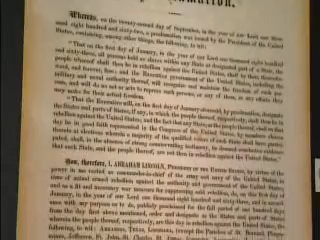 Whereas, on the twenty-second day of September, in the year of our Lord one thousand
eight hundred and sixty-two, a proclamation was issued by the President of the United
States, containing, among other things, the following, to wit:
"That on the first day of January, in the year of our Lord one thousand eight hundred
and sixty-three, all persons held as slaves within any State or designated part of a State, the
people whereof shall then be in rebellion against the United States, shall be then, thence-
forward, and forever, free; and the Executive government of the United States, including the
military and naval authority thereof, will recognize and maintain the freedom of such per-
sons, and will do no act or acts to repress such persons, or any of them, in any efforts they
may make for their actual freedom.
"That the Executive will, on the first day of January aforesaid, by proclamation, designate
the States and parts of States, if any, in which the people thereof, respectively, shall then be in
rebellion against the United States; and the fact that any State, or the people thereof, shall on that
day be in good faith represented in the Congress of the United States, by members chosen
thereto at elections wherein a majority of the qualified voters of such State shall have partici-
pated, shall, in the absence of strong countervailing testimony, be deemed conclusive evidence
that such State, and the people thereof, are not then in rebellion against the United States."
Now, therefore, I, ABRAHAM LINCOLN, PRESIDENT OF THE UNITED STATES, by virtue of the
power in me vested as commander-in-chief of the army and navy of the United States, in
time of actual armed rebellion against the authority and government of the United States,
and as a fit and necessary war measure for suppressing said rebellion, do, on this first day of
January, in the year of our Lord one thousand eight hundred and sixty-three, and in accord-
ance with my purpose so to do, publicly proclaimed for the full period of one hundred days
from the day first above mentioned, order and designate as the States and parts of States
wherein the people thereof, respectively, are this day in rebellion against the United States, the
following, to wit: ARKANSAS, TEXAS, LOUISIANA, (except the Parishes of St. Bernard,
Jefferson, St. John, St. Charles, St. James,